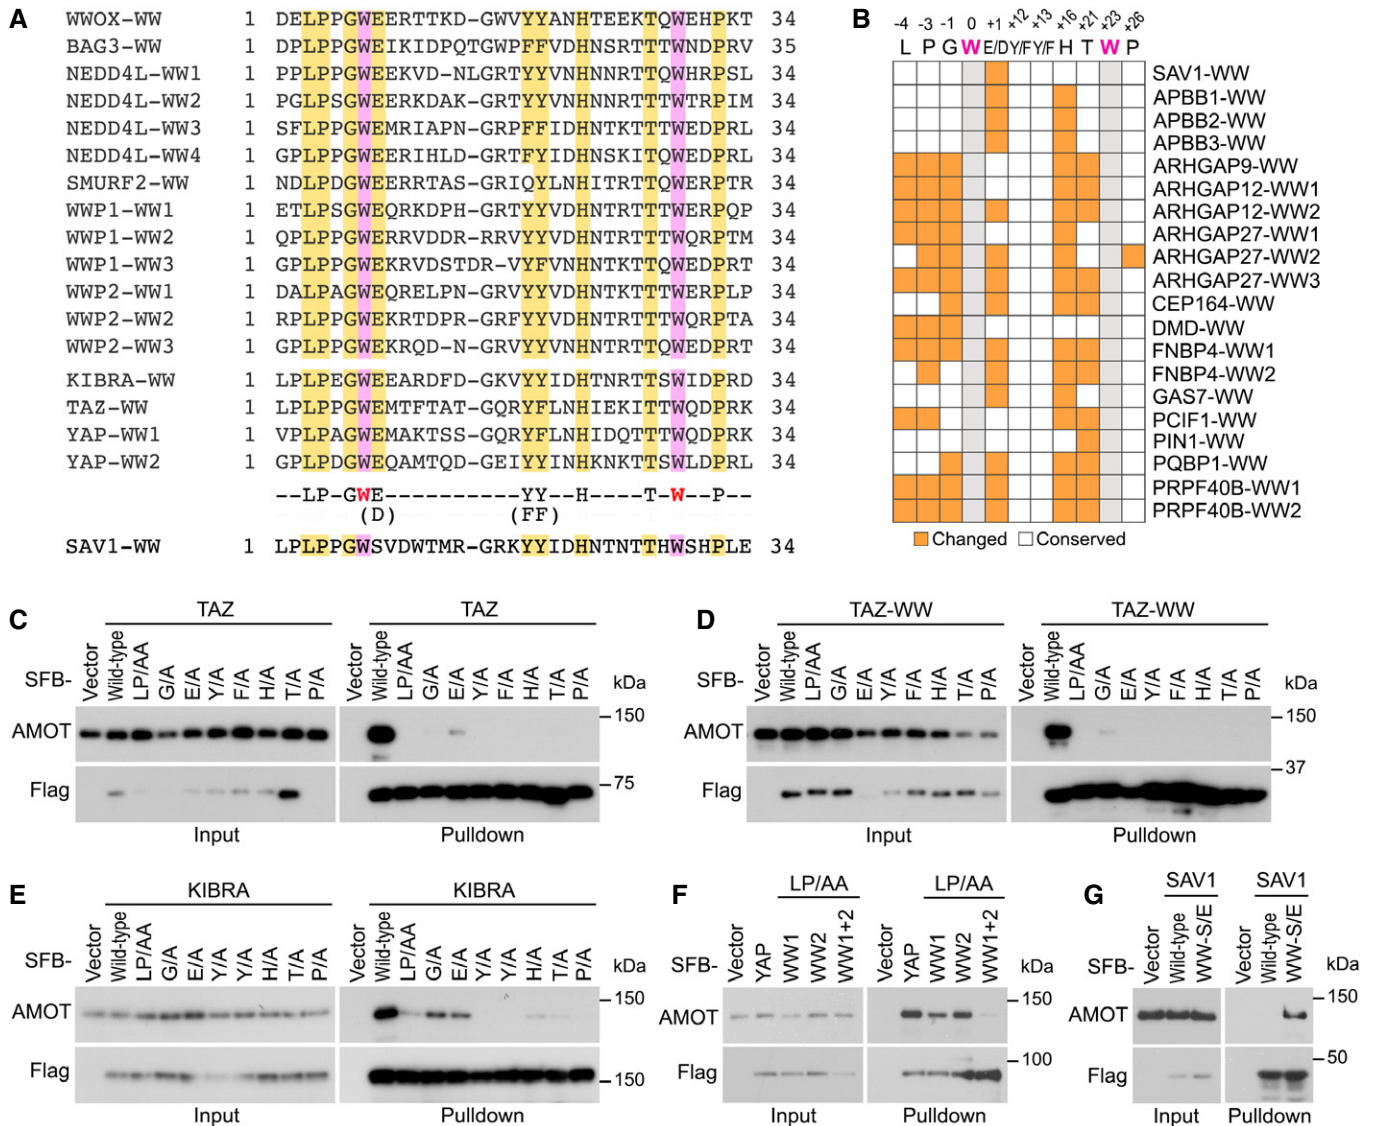 A
WWOX-WW 1 DELPPGWEERTTKD-GWVYYANHTEEKTQWEHPKT 34
BAG3-WW 1 DPLPPGWEIKIDPQTGWPFFVDHNSRTTTWNDPRV 35
NEDD4L-WW1 1 SPLPPGWEEKVD-NLGRTYYVNHNNRTTQWHRPSL 34
NEDD4L-WW2 1 PGLPSGWEERKDAK-GRTYYVNHNNRTTTWTRPIM 34
NEDD4L-WW3 1 SFLPPGWEMRIAPN-GRPFFIDHNTKTTTWEDPRL 34
NEDD4L-WW4 1 GPLPPGWEERIHLD-GRTFYIDHNSKITQWEDPRL 34
SMURF2-WW 1 NDLPDGWEERRTAS-GRIQYLNHITRTTQWERPTR 34
WWP1-WW1 1 ETLPSGWEQRKDPH-GRTYYVDHNTRTTTWERPQP 34
WWP1-WW2 1 QPLPPGWERRVDDR-RRVYYVDHNTRTTTWQRPTM 34
WWP1-WW3 1 GPLPPGWEKRVDSTDR-VYFVNHNTKTTQWEDPRT 34
WWP2-WW1 1 DALPAGWEQRELPN-GRVYYVDHNTKTTTWERPLP 34
WWP2-WW2 1 RPLPPGWEKRTDPR-GRFYYVDHNTRTTTWQRPTA 34
WWP2-WW3 1 GPLPPGWEKRQD-N-GRVYYVNHNTRTTQWEDPRT 34
KIBRA-WW 1 LPLPEGWEEARDFD-GKVYYIDHTNRTTSWIDPRD 34
TAZ-WW 1 LPLPPGWEMTFTAT-GQRYFLNHIEKITTWQDPRK 34
YAP-WW1 1 VPLPAGWEMAKTSS-GQRYFLNHIDQTTTWQDPRK 34
YAP-WW2 1 GPLPDGWEQAMTQD-GEIYYINHKNKTTSWLDPRL 34
--LP-GWE----------YY--H----T-W--P--
(D) (FF)
SAV1-WW 1 LPLPPGWSVDWTMR-GRKYYIDHNTNTTHWSHPLE 34
B
-4 -3 -1 0 +1 +12 +13 +16 +21 +23 +26
L P G W E/D Y/F Y/F H T W P
SAV1-WW
APBB1-WW
APBB2-WW
APBB3-WW
ARHGAP9-WW
ARHGAP12-WW1
ARHGAP12-WW2
ARHGAP27-WW1
ARHGAP27-WW2
ARHGAP27-WW3
CEP164-WW
DMD-WW
FNBP4-WW1
FNBP4-WW2
GAS7-WW
PCIF1-WW
PIN1-WW
PQBP1-WW
PRPF40B-WW1
PRPF40B-WW2
Changed Conserved
C
TAZ TAZ
SFB- Vector Wild-type LP/AA G/A E/A Y/A F/A H/A T/A P/A Vector Wild-type LP/AA G/A E/A Y/A F/A H/A T/A P/A kDa
AMOT 150
Flag 75
Input Pulldown
D
TAZ-WW TAZ-WW
SFB- Vector Wild-type LP/AA G/A E/A Y/A F/A H/A T/A P/A Vector Wild-type LP/AA G/A E/A Y/A F/A H/A T/A P/A kDa
AMOT 150
37
Flag
Input Pulldown
E
KIBRA KIBRA
SFB- Vector Wild-type LP/AA G/A E/A Y/A Y/A H/A T/A P/A Vector Wild-type LP/AA G/A E/A Y/A Y/A H/A T/A P/A kDa
AMOT 150
Flag 150
Input Pulldown
F
LP/AA LP/AA
SFB- Vector YAP WW1 WW2 WW1+2 Vector YAP WW1 WW2 WW1+2 kDa
AMOT 150
100
Flag
Input Pulldown
G
SAV1 SAV1
SFB- Vector Wild-type WW-S/E Vector Wild-type WW-S/E kDa
AMOT 150
50
Flag
Input Pulldown